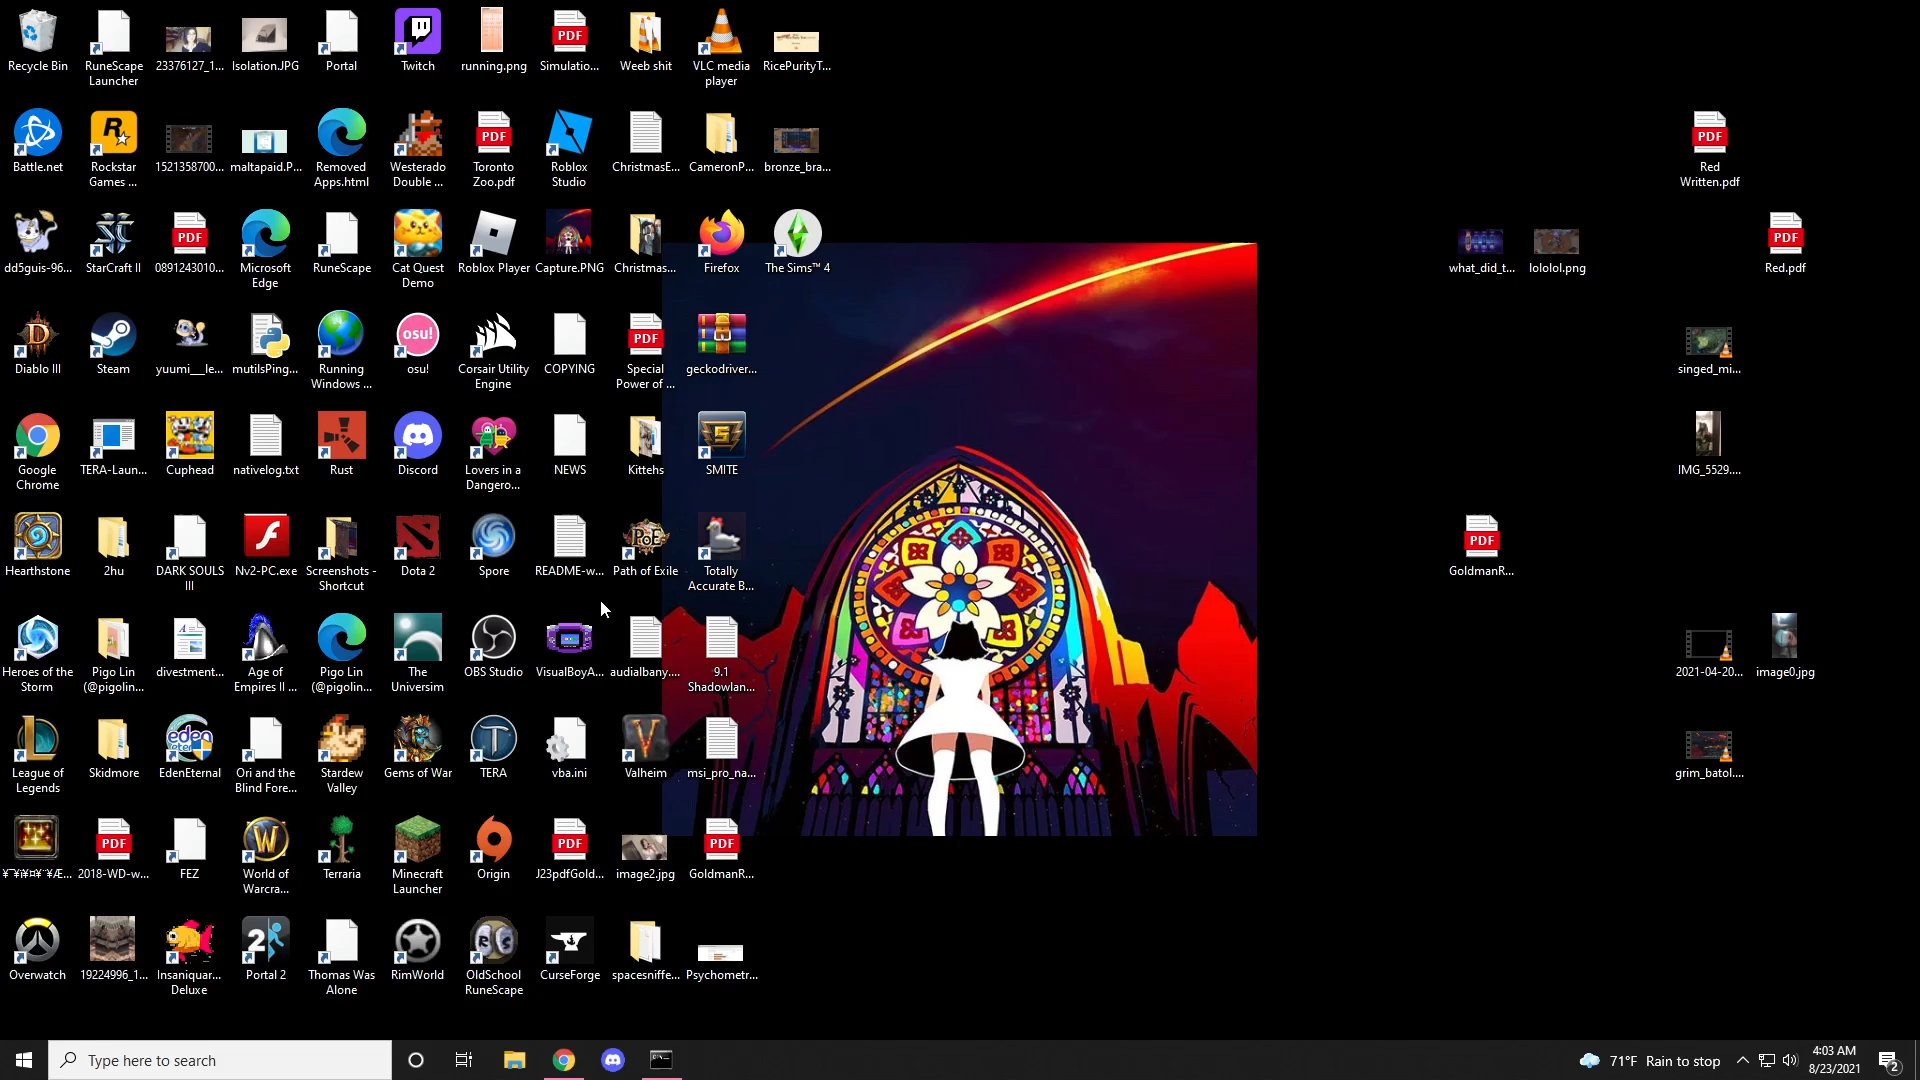 Recycle Bin
RuneScape
Launcher
23376127_1...
Isolation.JPG
Portal
Twitch
running.png
Simulatio...
Weeb shit
VLC media
player
RicePurityT...
Battle.net
Rockstar
Games ...
1521358700...
maltapaid.P...
Removed
Apps.html
Westerado
Double ...
Toronto
Zoo.pdf
Roblox
Studio
ChristmasE...
CameronP...
bronze_bra...
Red
Written.pdf
dd5guis-96...
StarCraft II
0891243010...
Microsoft
Edge
RuneScape
Cat Quest
Demo
Roblox Player
Capture.PNG
Christmas...
Firefox
The Sims™ 4
what_did_t...
lololol.png
Red.pdf
Diablo III
Steam
yuumi___le...
mutilsPing...
Running
Windows ...
osu!
Corsair Utility
Engine
COPYING
Special
Power of ...
geckodriver...
singed_mi...
Google
Chrome
TERA-Laun...
Cuphead
nativelog.txt
Rust
Discord
Lovers in a
Dangero...
NEWS
Kittehs
SMITE
IMG_5529....
Hearthstone
2hu
DARK SOULS
III
Nv2-PC.exe
Screenshots -
Shortcut
Dota 2
Spore
README-w...
Path of Exile
Totally
Accurate B...
GoldmanR...
Heroes of the
Storm
Pigo Lin
(@pigolin...
divestment...
Age of
Empires II ...
Pigo Lin
(@pigolin...
The
Universim
OBS Studio
VisualBoyA...
audialbany....
9.1
Shadowlan...
2021-04-20...
image0.jpg
League of
Legends
Skidmore
EdenEternal
Ori and the
Blind Fore...
Stardew
Valley
Gems of War
TERA
vba.ini
Valheim
msi_pro_na...
grim_batol....
2018-WD-w...
FEZ
World of
Warcra...
Terraria
Minecraft
Launcher
Origin
J23pdfGold...
image2.jpg
GoldmanR...
Overwatch
19224996_1...
Insaniquar...
Deluxe
Portal 2
Thomas Was
Alone
RimWorld
OldSchool
RuneScape
CurseForge
spacesniffe...
Psychometr...
Type here to search
71°F Rain to stop
4:03 AM
8/23/2021
2